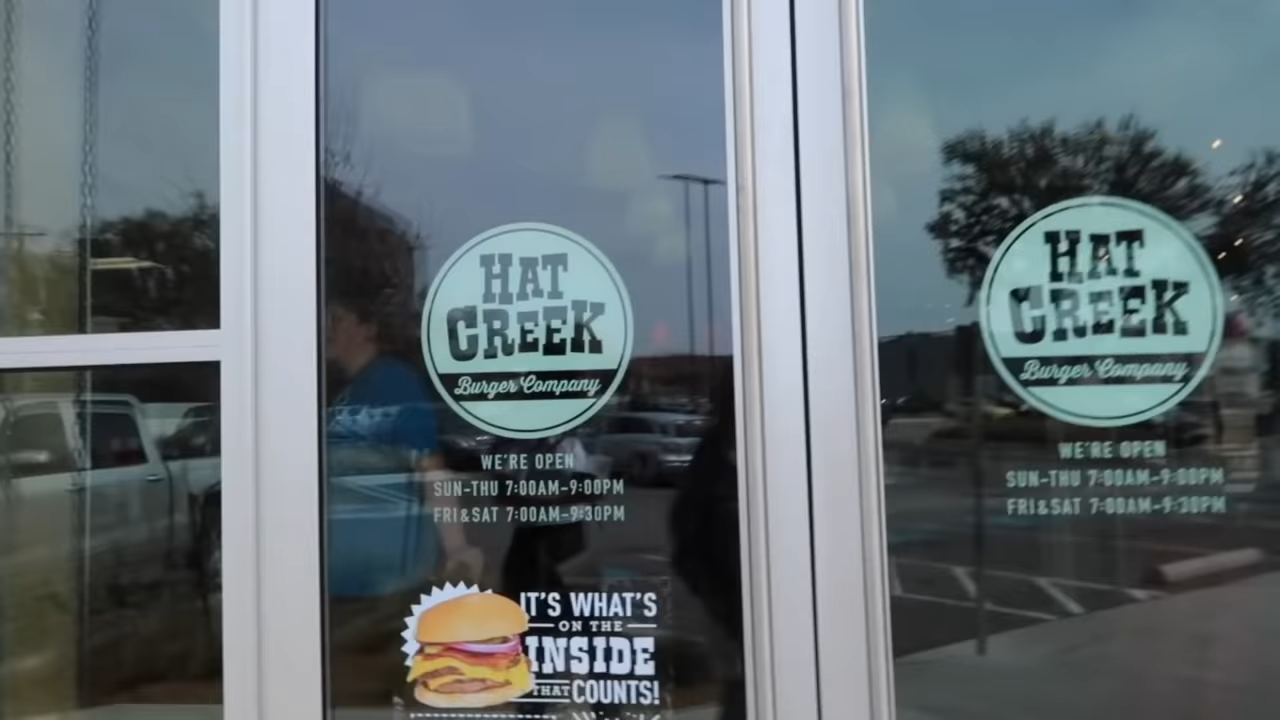 HAT
CREEK
Burger Company
WE'RE OPEN
SUN-THU 7:00AM-9:00PM
FRI&SAT 7:00AM-9:30PM
IT'S WHAT'S
ON THE
INSIDE
THAT COUNTS!
HAT
CREEK
Burger Company
WE'RE OPEN
SUN-THU 7:00AM-9:00PM
FRI&SAT 7:00AM-9:30PM